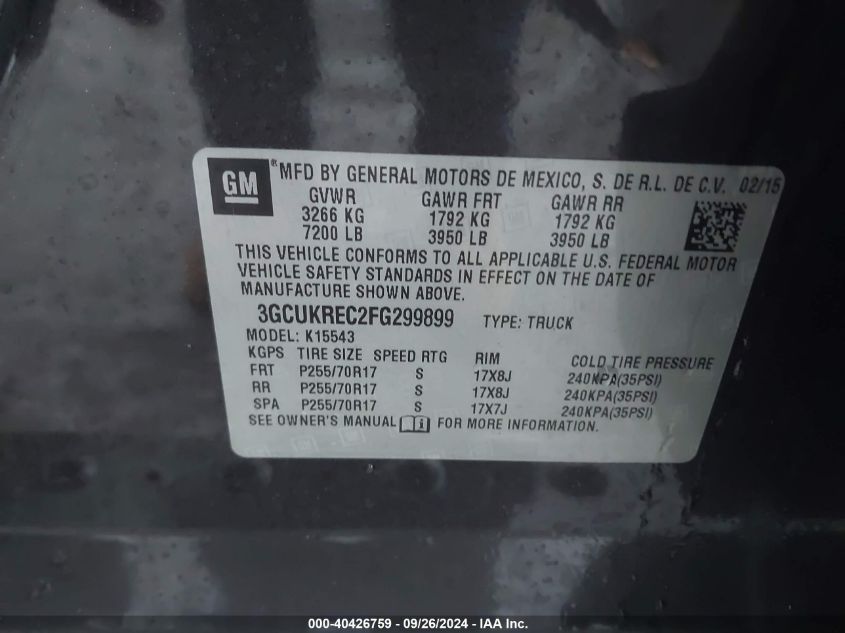 GM ® MFD BY GENERAL MOTORS DE MEXICO, S. DE R.L. DE C.V. 02/15
GVWR GAWR FRT GAWR RR
3266 KG 1792 KG 1792 KG
7200 LB 3950 LB 3950 LB
THIS VEHICLE CONFORMS TO ALL APPLICABLE U.S. FEDERAL MOTOR
VEHICLE SAFETY STANDARDS IN EFFECT ON THE DATE OF
MANUFACTURE SHOWN ABOVE.
3GCUKREC2FG299899 TYPE: TRUCK
MODEL: K15543
KGPS TIRE SIZE SPEED RTG RIM COLD TIRE PRESSURE
FRT P255/70R17 S 17X8J 240KPA(35PSI)
RR P255/70R17 S 17X8J 240KPA(35PSI)
SPA P255/70R17 S 17X7J 240KPA(35PSI)
SEE OWNER'S MANUAL i FOR MORE INFORMATION.
000-40426759 - 09/26/2024 - IAA Inc.